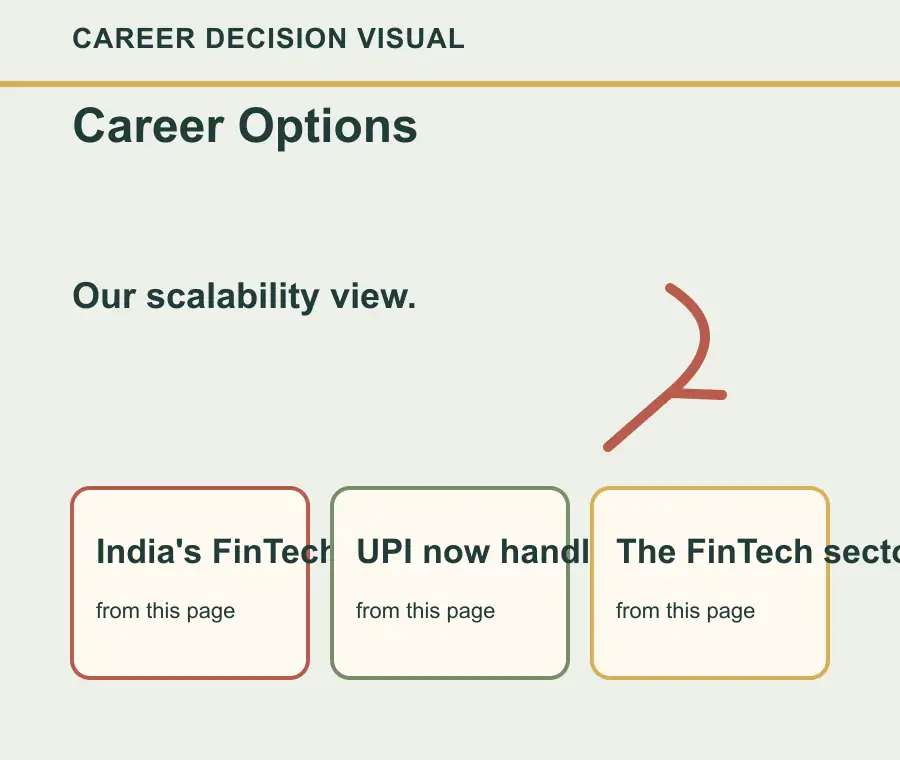 CAREER DECISION VISUAL
Career Options
Our scalability view.
India's FinTech
UPI now handl
The FinTech secto
from this page
from this page
from this page